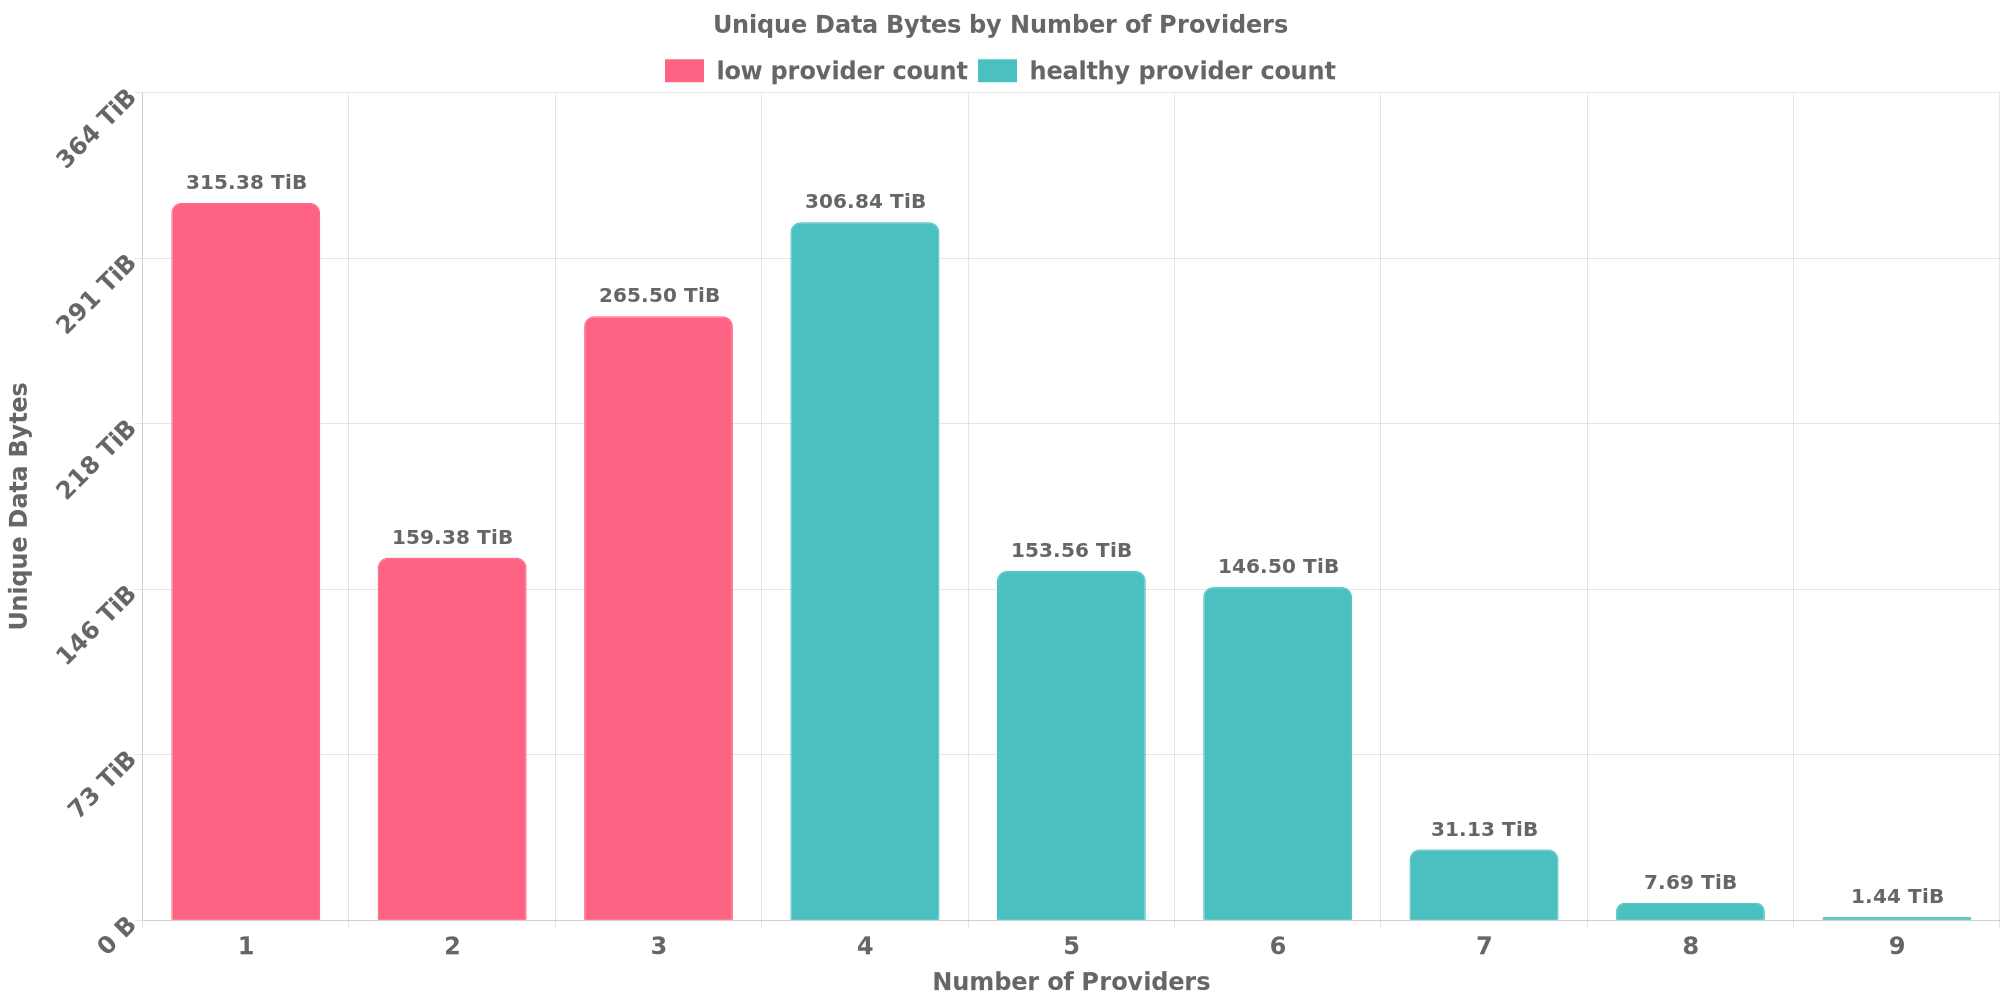 Unique Data Bytes by Number of Providers
low provider count healthy provider count
364 TiB
291 TiB
218 TiB
146 TiB
73 TiB
0 B
Unique Data Bytes
315.38 TiB
159.38 TiB
265.50 TiB
306.84 TiB
153.56 TiB
146.50 TiB
31.13 TiB
7.69 TiB
1.44 TiB
1 2 3 4 5 6 7 8 9
Number of Providers